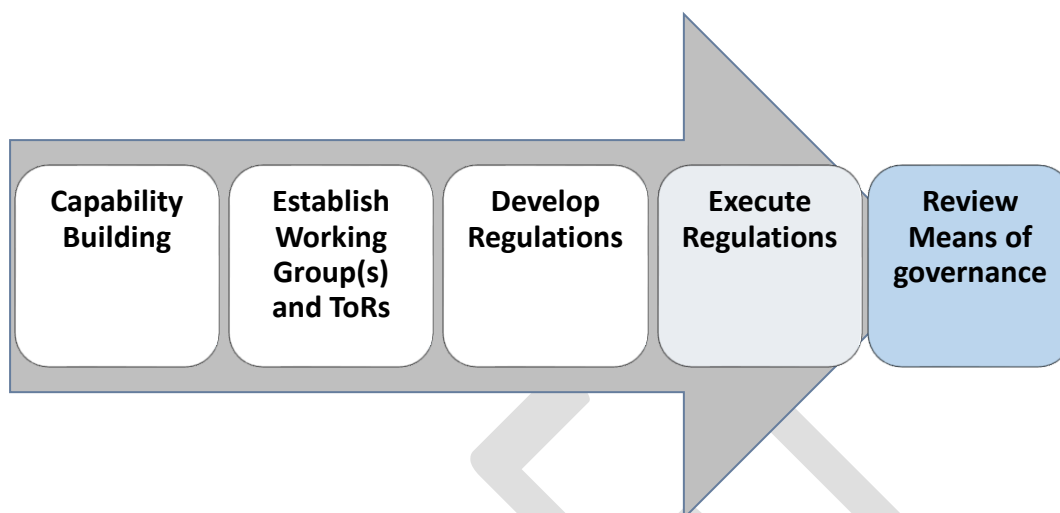 Capability
Building
Establish
Working
Group(s)
and ToRs
Develop
Regulations
Execute
Regulations
Review
Means of
governance